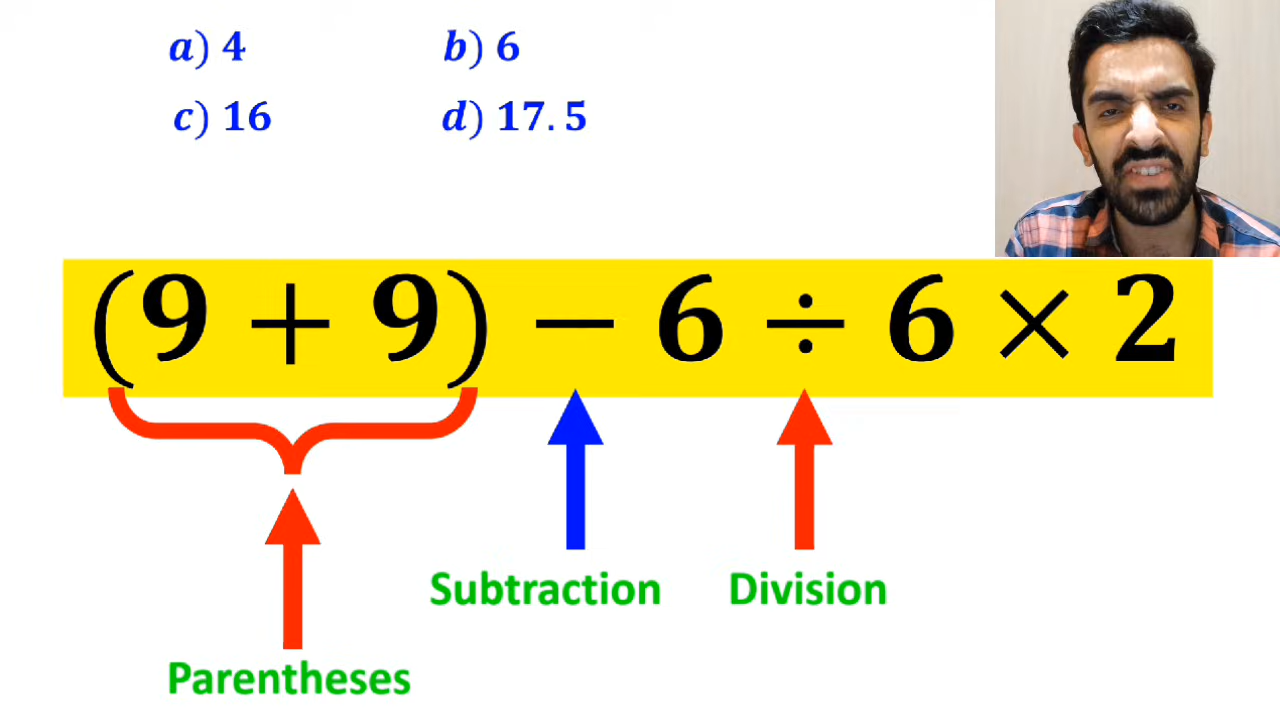 a) 4 b) 6
c) 16 d) 17.5
(9 + 9) − 6 ÷ 6 × 2
Subtraction Division
Parentheses